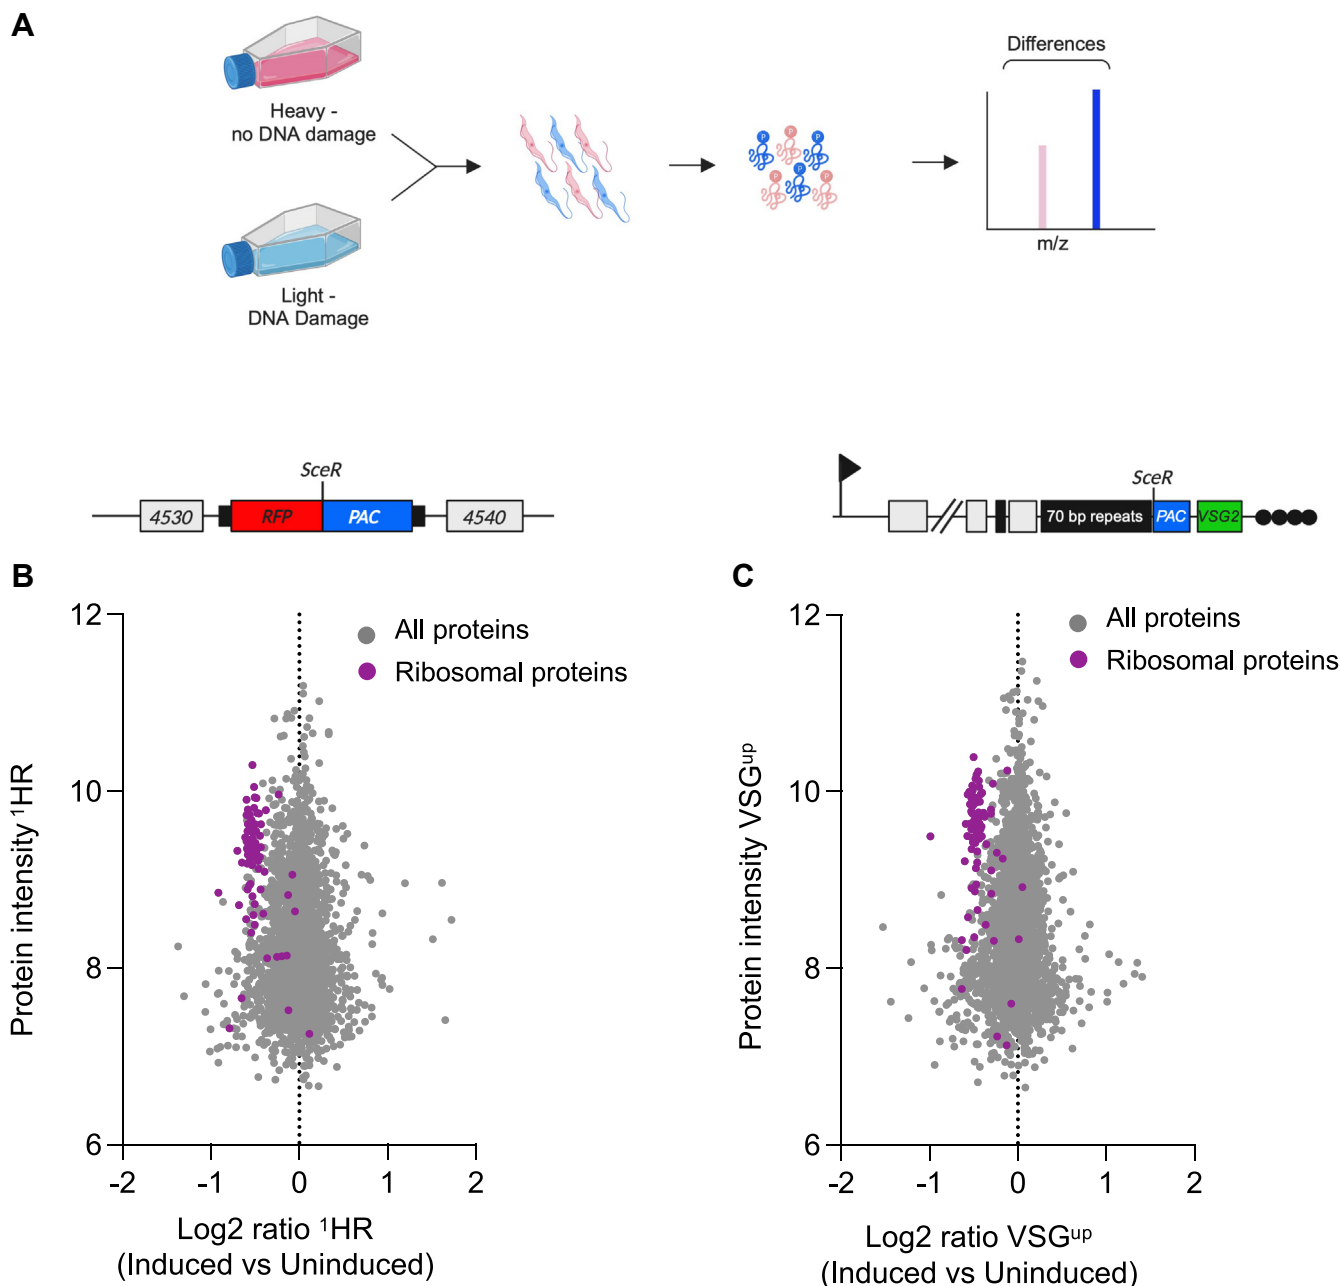 A
Heavy -
no DNA damage
Light -
DNA Damage
P
P
P
P
P
P
Differences
m/z
SceR
4530
RFP
PAC
4540
SceR
70 bp repeats
PAC
VSG2
B
12
10
8
6
-2
-1
0
1
2
All proteins
Ribosomal proteins
Protein intensity ¹HR
Log2 ratio ¹HR
(Induced vs Uninduced)
C
12
10
8
6
-2
-1
0
1
2
All proteins
Ribosomal proteins
Protein intensity VSGᵘᵖ
Log2 ratio VSGᵘᵖ
(Induced vs Uninduced)